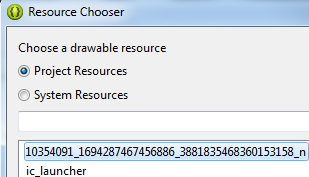 Resource Chooser
Choose a drawable resource
Project Resources
System Resources
10354091_1694287467456886_3881835468360153158_n
ic_launcher